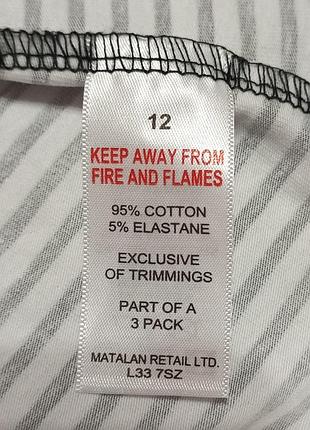 12
KEEP AWAY FROM
FIRE AND FLAMES
95% COTTON
5% ELASTANE
EXCLUSIVE
OF TRIMMINGS
PART OF A
3 PACK
MATALAN RETAIL LTD.
L33 7SZ